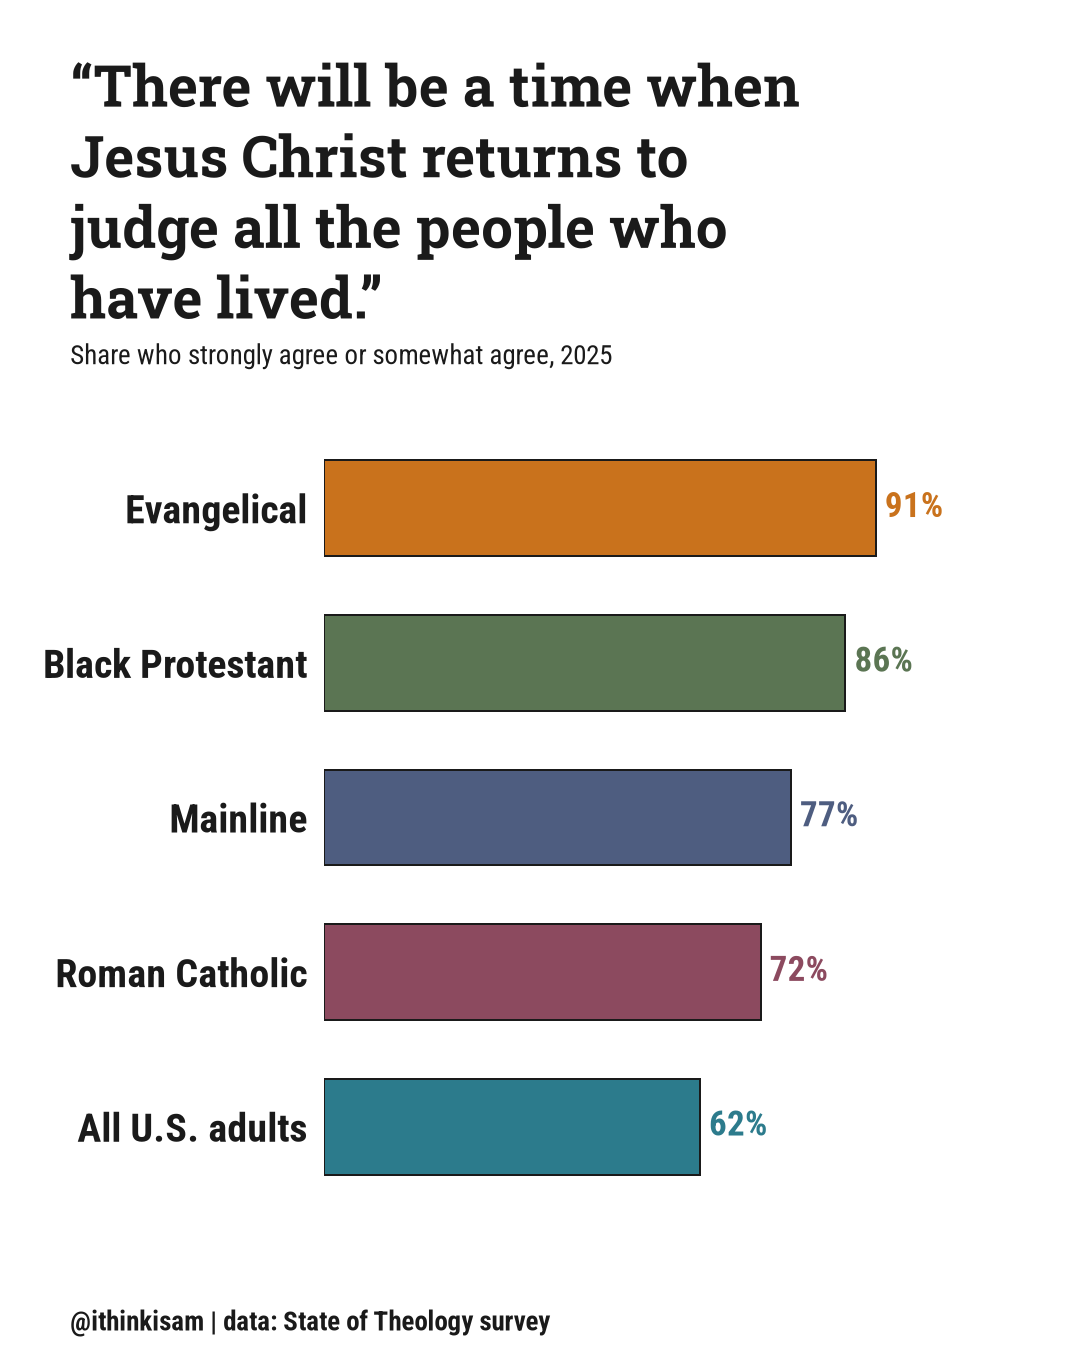 “There will be a time when
Jesus Christ returns to
judge all the people who
have lived.”
Share who strongly agree or somewhat agree, 2025
Evangelical 91%
Black Protestant 86%
Mainline 77%
Roman Catholic 72%
All U.S. adults 62%
@ithinkisam | data: State of Theology survey